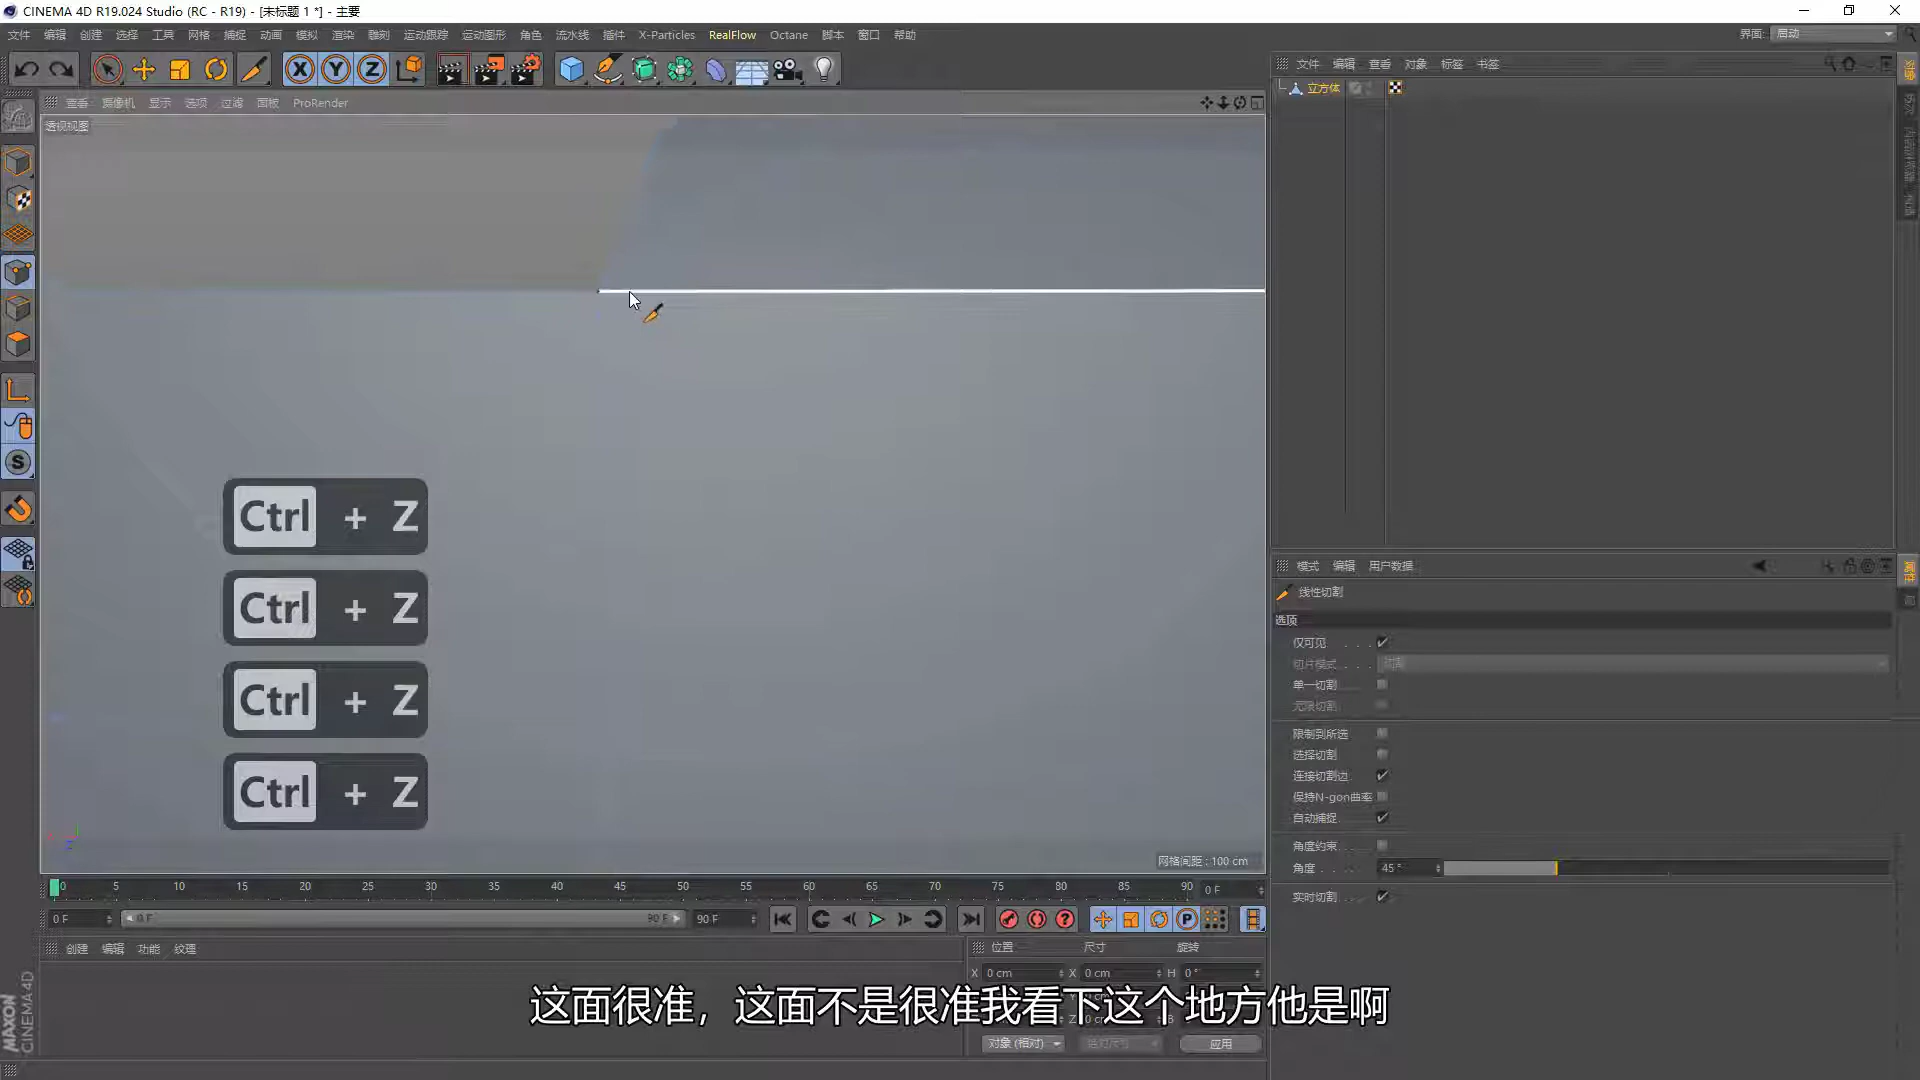 CINEMA 4D R19.024 Studio (RC - R19) - [未标题 1 *] - 主要
文件 编辑 创建 选择 工具 网格 捕捉 动画 模拟 渲染 雕刻 运动跟踪 运动图形 角色 流水线 插件 X-Particles RealFlow Octane 脚本 窗口 帮助
界面: 启动
X Y Z
查看 摄像机 显示 选项 过滤 面板 ProRender
透视视图
文件 编辑 查看 对象 标签 书签
立方体
Ctrl + Z
Ctrl + Z
Ctrl + Z
Ctrl + Z
网格间距 : 100 cm
模式 编辑 用户数据
线性切割
选项
仅可见
切片模式 切割
单一切割
无限切割
限制到所选
选择切割
连接切割边
保持N-gon曲率
自动捕捉
角度约束
角度 45 °
实时切割
0 5 10 15 20 25 30 35 40 45 50 55 60 65 70 75 80 85 90 0 F
0 F 0 F 90 F 90 F
创建 编辑 功能 纹理
位置 尺寸 旋转
X 0 cm X 0 cm H 0 °
这面很准，这面不是很准我看下这个地方他是啊
对象 (相对) 绝对尺寸 应用
MAXON CINEMA 4D